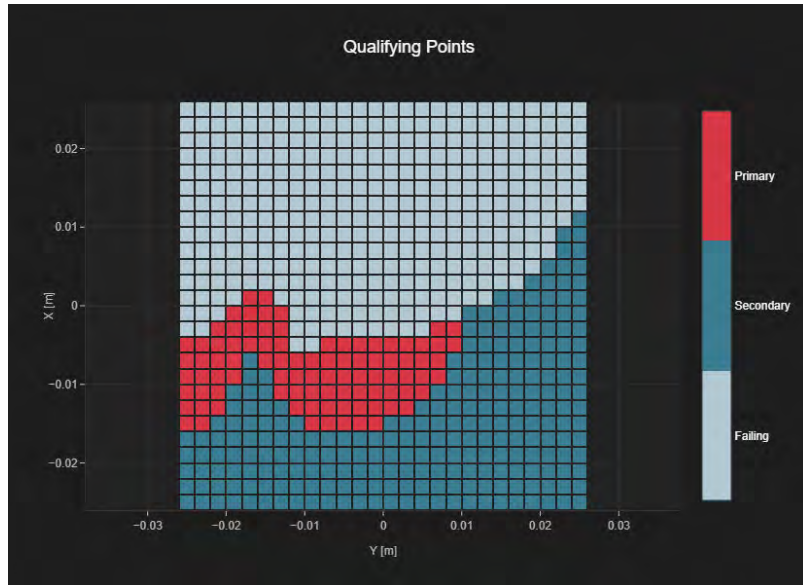 Qualifying Points
Primary
Secondary
Failing
0.02
0.01
0
−0.01
−0.02
X [m]
−0.03
−0.02
−0.01
0
0.01
0.02
0.03
Y [m]